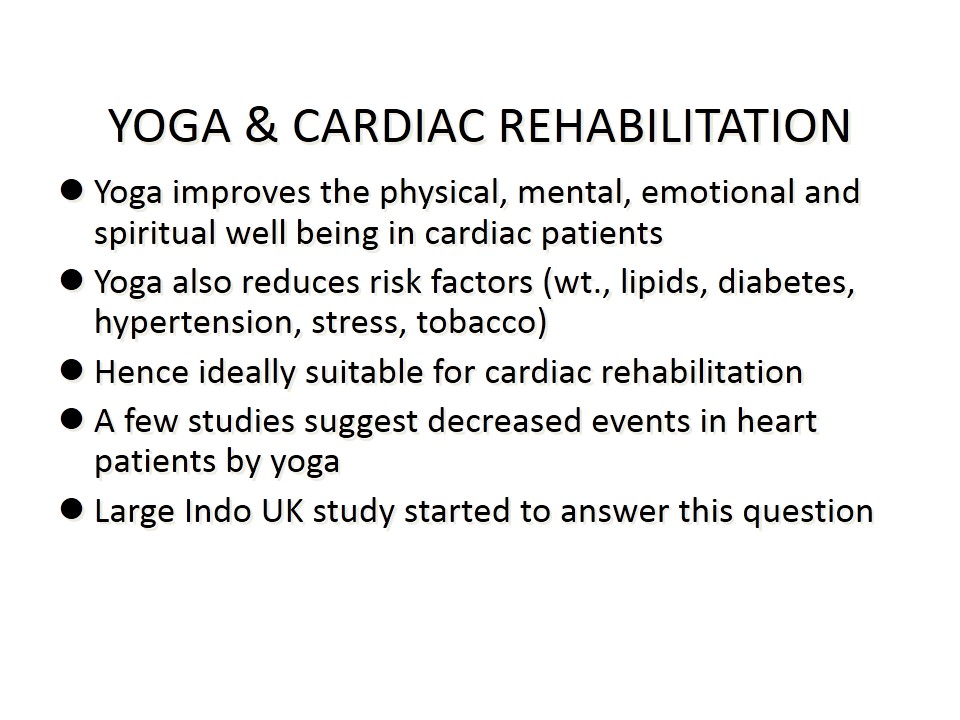 YOGA & CARDIAC REHABILITATION
● Yoga improves the physical, mental, emotional and
spiritual well being in cardiac patients
● Yoga also reduces risk factors (wt., lipids, diabetes,
hypertension, stress, tobacco)
● Hence ideally suitable for cardiac rehabilitation
● A few studies suggest decreased events in heart
patients by yoga
● Large Indo UK study started to answer this question